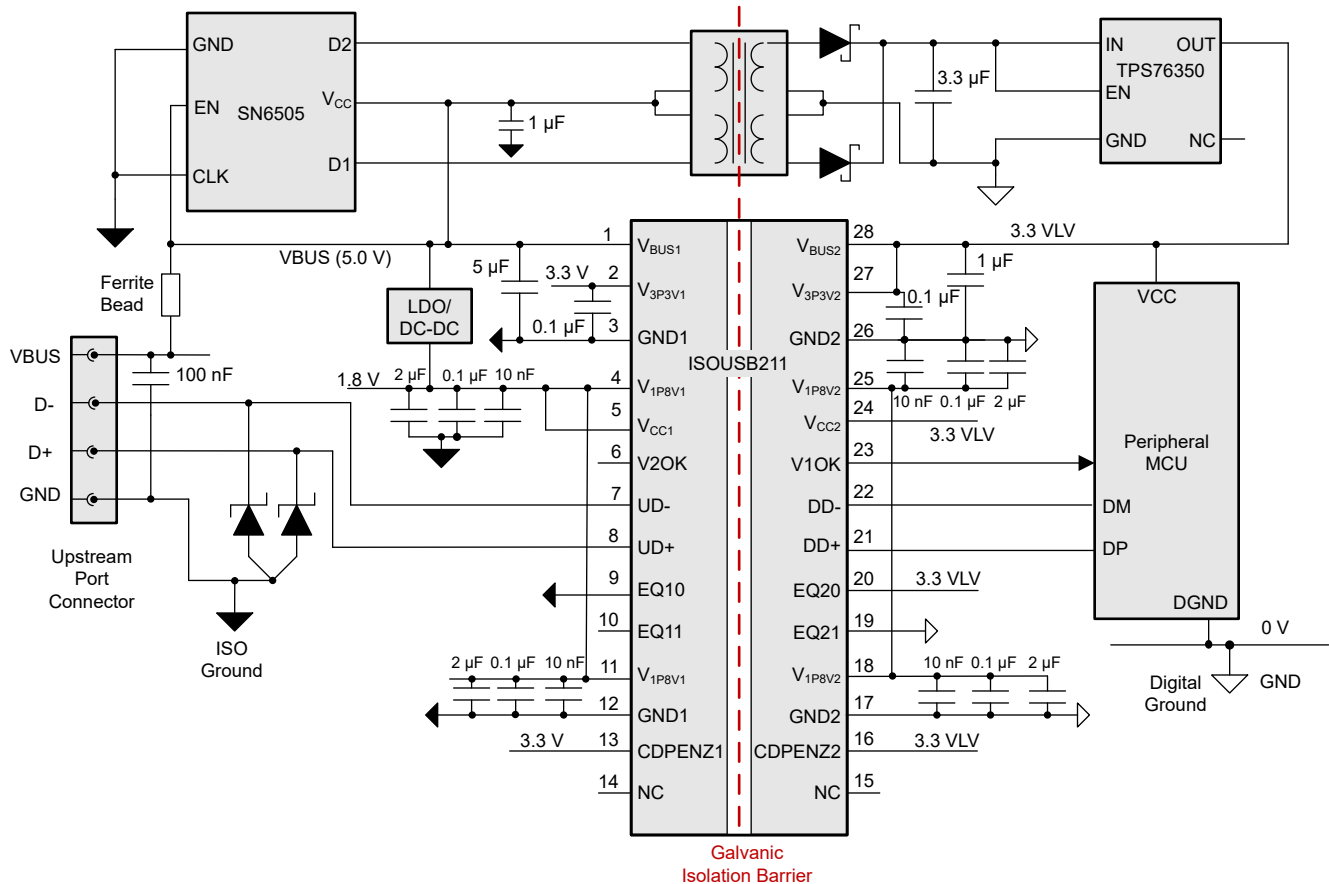 GND
EN
CLK
SN6505
D2
VCC
D1
1 µF
3.3 µF
IN
OUT
TPS76350
EN
GND
NC
VBUS (5.0 V)
Ferrite
Bead
LDO/
DC-DC
5 µF
3.3 V
0.1 µF
1.8 V
2 µF
0.1 µF
10 nF
VBUS
D-
D+
GND
100 nF
Upstream
Port
Connector
ISO
Ground
2 µF
0.1 µF
10 nF
3.3 V
ISOUSB211
1
VBUS1
2
V3P3V1
3
GND1
4
V1P8V1
5
VCC1
6
V2OK
7
UD-
8
UD+
9
EQ10
10
EQ11
11
V1P8V1
12
GND1
13
CDPENZ1
14
NC
VBUS2
28
V3P3V2
27
GND2
26
V1P8V2
25
VCC2
24
V1OK
23
DD-
22
DD+
21
EQ20
20
EQ21
19
V1P8V2
18
GND2
17
CDPENZ2
16
NC
15
3.3 VLV
1 µF
0.1 µF
10 nF
0.1 µF
2 µF
3.3 VLV
3.3 VLV
10 nF
0.1 µF
2 µF
3.3 VLV
VCC
Peripheral
MCU
DM
DP
DGND
0 V
Digital
Ground
GND
Galvanic
Isolation Barrier